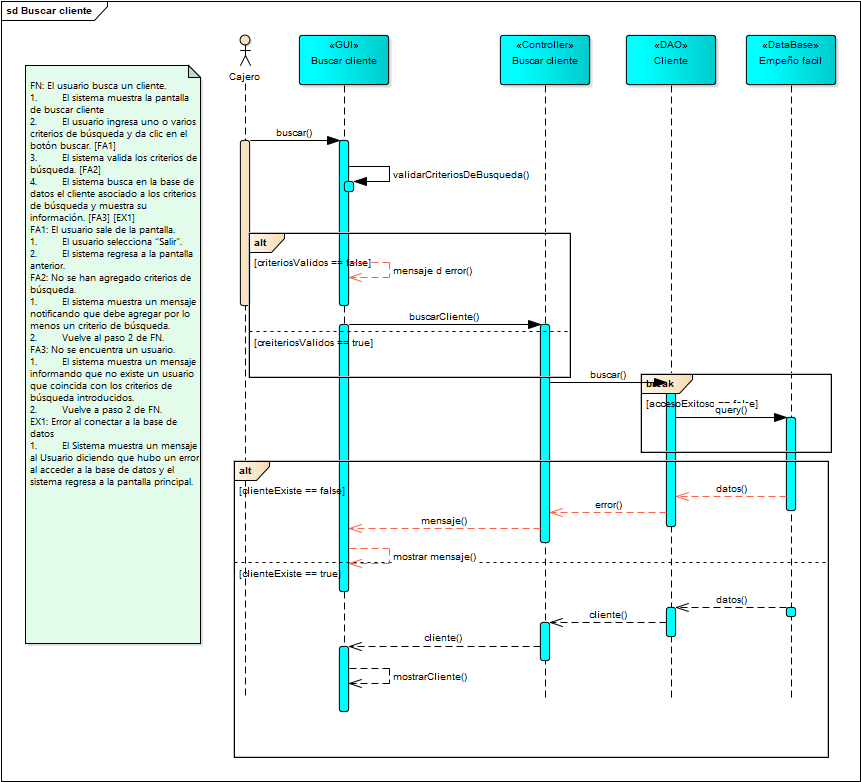 sd Buscar cliente
FN: El usuario busca un cliente.
1. El sistema muestra la pantalla
de buscar cliente
2. El usuario ingresa uno o varios
criterios de búsqueda y da clic en el
botón buscar. [FA1]
3. El sistema valida los criterios de
búsqueda. [FA2]
4. El sistema busca en la base de
datos el cliente asociado a los criterios
de búsqueda y muestra su
información. [FA3] [EX1]
FA1: El usuario sale de la pantalla.
1. El usuario selecciona “Salir”.
2. El sistema regresa a la pantalla
anterior.
FA2: No se han agregado criterios de
búsqueda.
1. El sistema muestra un mensaje
notificando que debe agregar por lo
menos un criterio de búsqueda.
2. Vuelve al paso 2 de FN.
FA3: No se encuentra un usuario.
1. El sistema muestra un mensaje
informando que no existe un usuario
que coincida con los criterios de
búsqueda introducidos.
2. Vuelve a paso 2 de FN.
EX1: Error al conectar a la base de
datos
1. El Sistema muestra un mensaje
al Usuario diciendo que hubo un error
al acceder a la base de datos y el
sistema regresa a la pantalla principal.
Cajero
«GUI»
Buscar cliente
«Controller»
Buscar cliente
«DAO»
Cliente
«DataBase»
Empeño facil
buscar()
validarCriteriosDeBusqueda()
alt
[criteriosValidos == false]
mensaje d error()
buscarCliente()
[creiteriosValidos == true]
buscar()
break
[accesoExitoso == false]
query()
alt
[clienteExiste == false]
datos()
error()
mensaje()
mostrar mensaje()
[clienteExiste == true]
datos()
cliente()
cliente()
mostrarCliente()